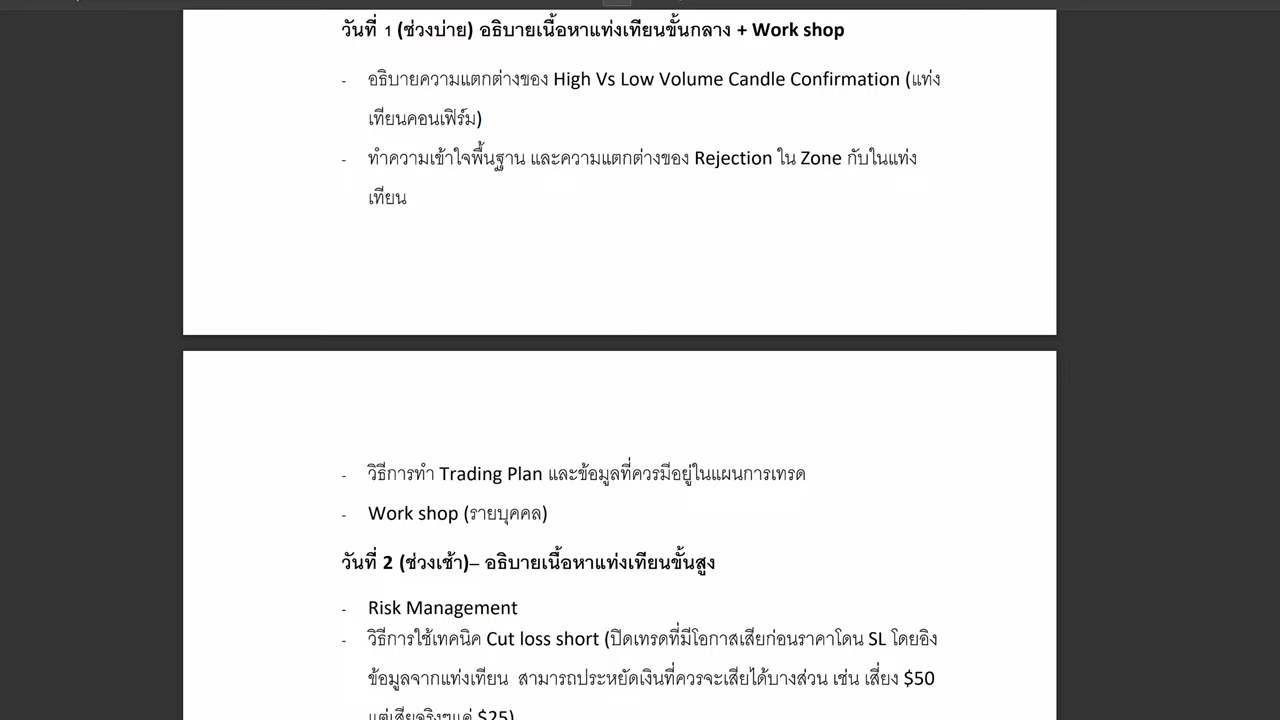 วันที่ 1 (ช่วงบ่าย) อธิบายเนื้อหาแท่งเทียนขั้นกลาง + Work shop
- อธิบายความแตกต่างของ High Vs Low Volume Candle Confirmation (แท่ง
เทียนคอนเฟิร์ม)
- ทำความเข้าใจพื้นฐาน และความแตกต่างของ Rejection ใน Zone กับในแท่ง
เทียน
- วิธีการทำ Trading Plan และข้อมูลที่ควรมีอยู่ในแผนการเทรด
- Work shop (รายบุคคล)
วันที่ 2 (ช่วงเช้า)– อธิบายเนื้อหาแท่งเทียนขั้นสูง
- Risk Management
- วิธีการใช้เทคนิค Cut loss short (ปิดเทรดที่มีโอกาสเสียก่อนราคาโดน SL โดยอิง
ข้อมูลจากแท่งเทียน สามารถประหยัดเงินที่ควรจะเสียได้บางส่วน เช่น เสี่ยง $50
แต่เสียจริงๆแค่ $25)